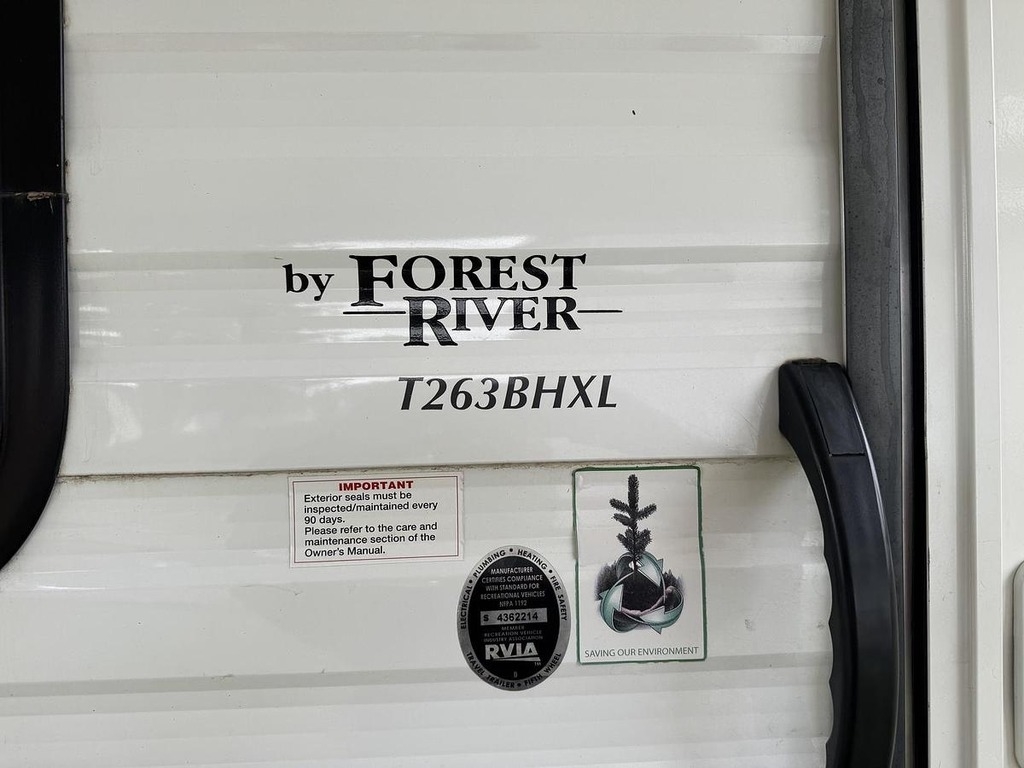 by FOREST
RIVER
T263BHXL
IMPORTANT
Exterior seals must be
inspected/maintained every
90 days.
Please refer to the care and
maintenance section of the
Owner's Manual.
ELECTRICAL • PLUMBING • HEATING • FIRE SAFETY
MANUFACTURER
CERTIFIES COMPLIANCE
WITH STANDARD FOR
RECREATIONAL VEHICLES
NFPA 1192
S 4362214
MEMBER
RECREATION VEHICLE
INDUSTRY ASSOCIATION
RVIA
TM
TRAVEL TRAILER • FIFTH WHEEL
SAVING OUR ENVIRONMENT